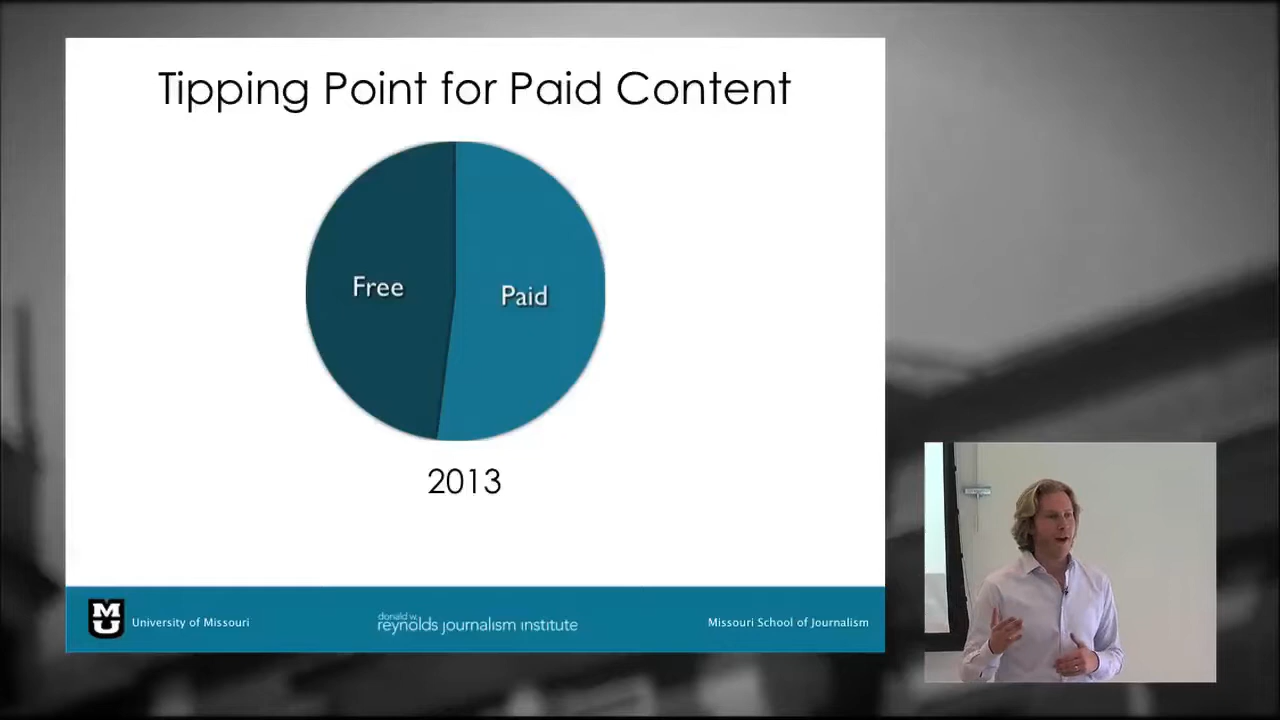 Tipping Point for Paid Content
Free
Paid
2013
MU
University of Missouri
donald w.
reynolds journalism institute
Missouri School of Journalism